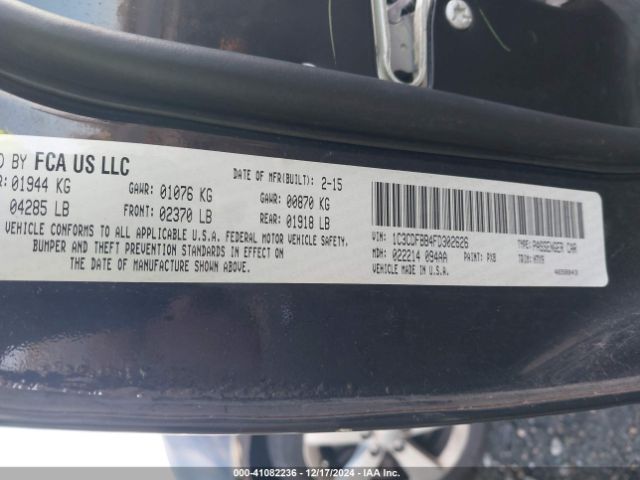 D BY FCA US LLC
DATE OF MFR(BUILT): 2-15
R: 01944 KG
GAWR: 01076 KG
GAWR: 00870 KG
04285 LB
FRONT: 02370 LB
REAR: 01918 LB
VEHICLE CONFORMS TO ALL APPLICABLE U.S.A. FEDERAL MOTOR VEHICLE SAFETY,
BUMPER AND THEFT PREVENTION STANDARDS IN EFFECT ON
DATE OF MANUFACTURE SHOWN ABOVE.
VIN: 1C3CDFBB4FD302626
TYPE: PASSENGER CAR
MDH: 022214 094AA
PAINT: PX8
TRIM:
VEHICLE MADE IN U.S.A.
000-41082236 - 12/17/2024 - IAA Inc.